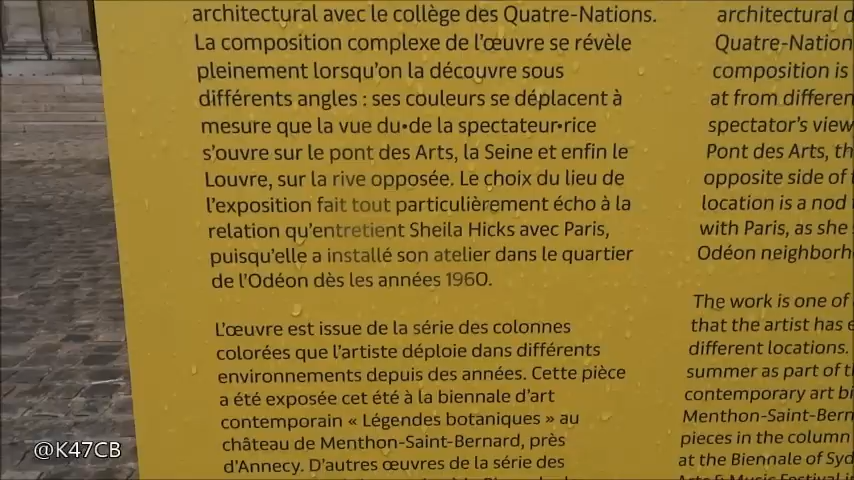 architectural avec le collège des Quatre-Nations.
La composition complexe de l'œuvre se révèle
pleinement lorsqu'on la découvre sous
différents angles : ses couleurs se déplacent à
mesure que la vue du•de la spectateur•rice
s'ouvre sur le pont des Arts, la Seine et enfin le
Louvre, sur la rive opposée. Le choix du lieu de
l'exposition fait tout particulièrement écho à la
relation qu'entretient Sheila Hicks avec Paris,
puisqu'elle a installé son atelier dans le quartier
de l'Odéon dès les années 1960.
L'œuvre est issue de la série des colonnes
colorées que l'artiste déploie dans différents
environnements depuis des années. Cette pièce
a été exposée cet été à la biennale d'art
contemporain « Légendes botaniques » au
château de Menthon-Saint-Bernard, près
d'Annecy. D'autres œuvres de la série des
architectural
Quatre-Nation
composition is
at from differen
spectator's view
Pont des Arts, th
opposite side of
location is a nod
with Paris, as she
Odéon neighborh
The work is one of
that the artist has
different locations.
summer as part of
contemporary art bi
Menthon-Saint-Bern
pieces in the column
at the Biennale of Syd
@K47CB